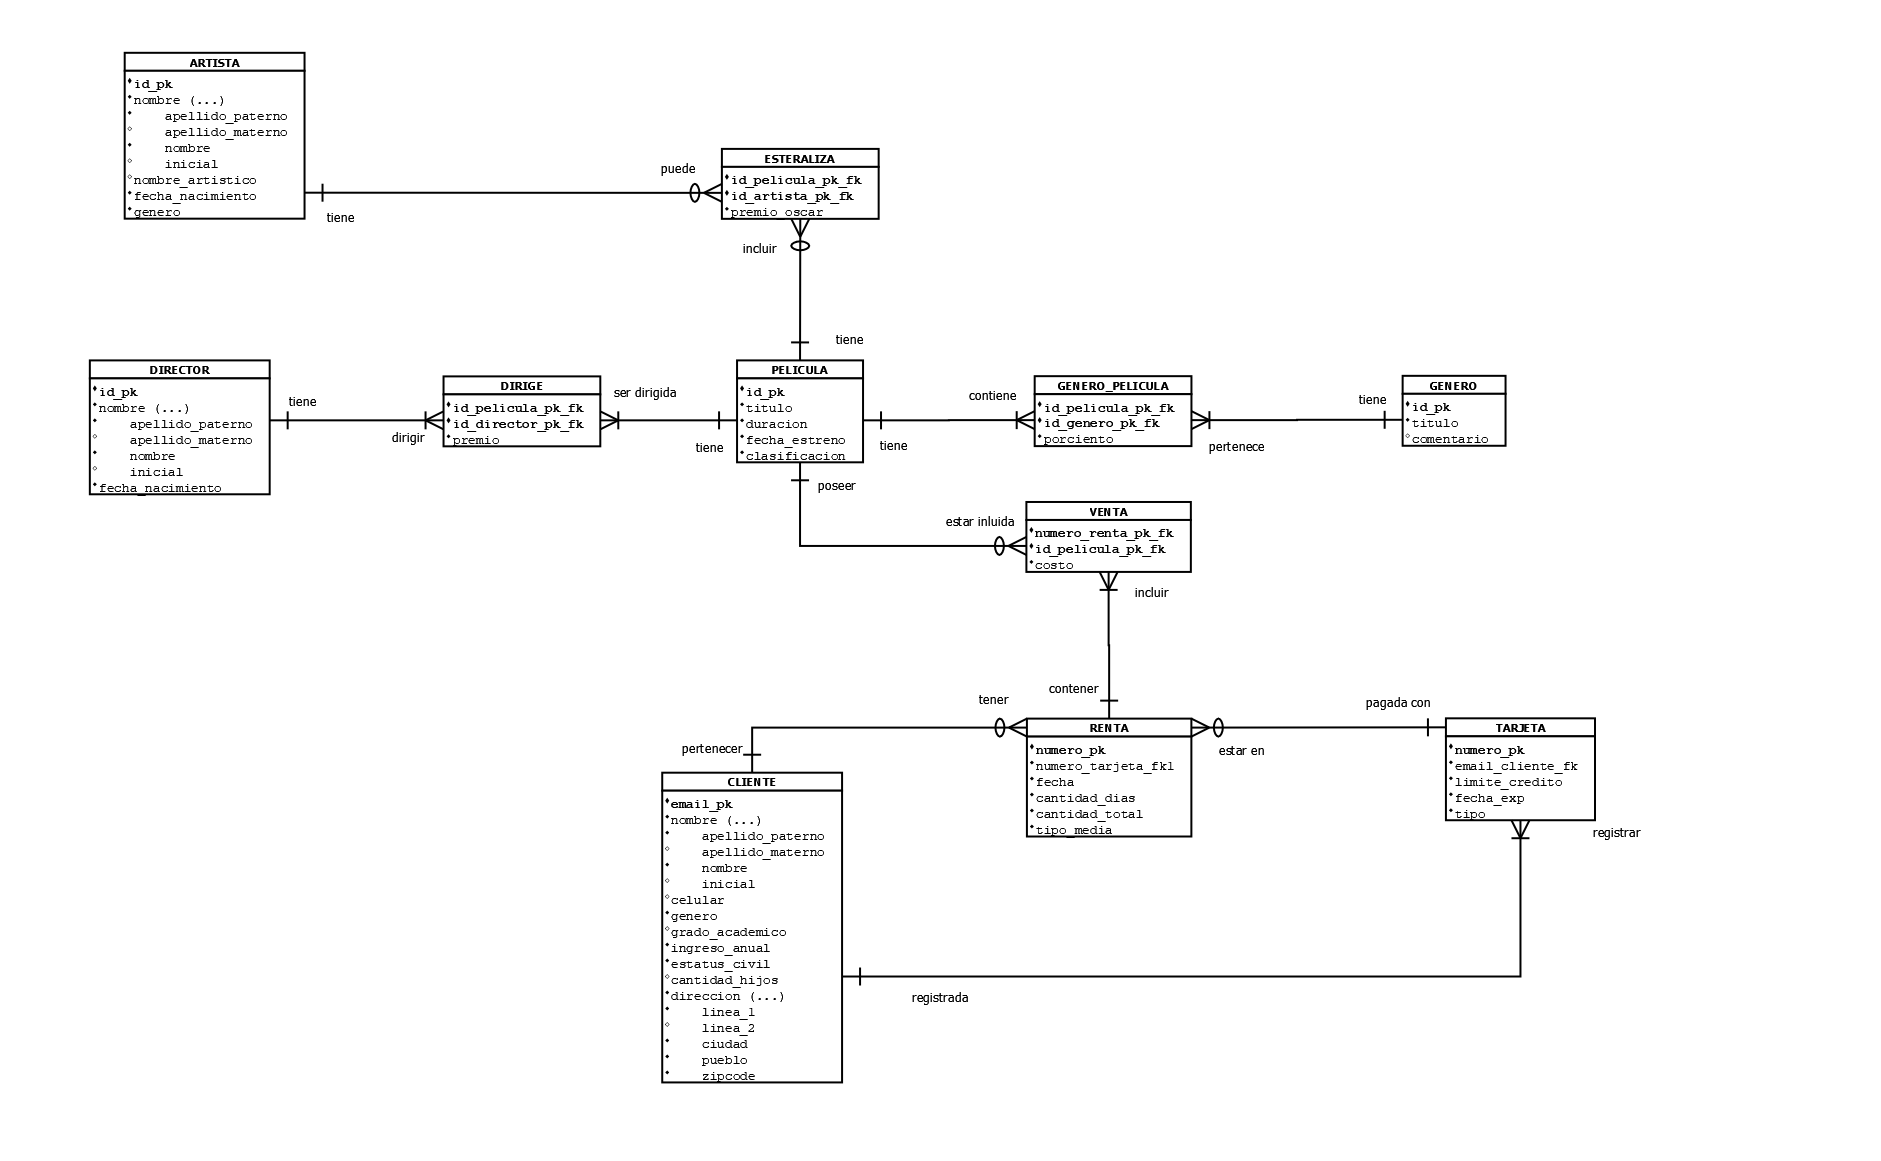 ARTISTA
id_pk
nombre (...)
apellido_paterno
apellido_materno
nombre
inicial
nombre_artistico
fecha_nacimiento
genero
tiene
puede
ESTERALIZA
id_pelicula_pk_fk
id_artista_pk_fk
premio_oscar
incluir
tiene
DIRECTOR
id_pk
nombre (...)
apellido_paterno
apellido_materno
nombre
inicial
fecha_nacimiento
tiene
dirigir
DIRIGE
id_pelicula_pk_fk
id_director_pk_fk
premio
ser dirigida
tiene
PELICULA
id_pk
titulo
duracion
fecha_estreno
clasificacion
tiene
contiene
GENERO_PELICULA
id_pelicula_pk_fk
id_genero_pk_fk
porciento
pertenece
tiene
GENERO
id_pk
titulo
comentario
poseer
estar inluida
VENTA
numero_renta_pk_fk
id_pelicula_pk_fk
costo
incluir
contener
tener
pertenecer
RENTA
numero_pk
numero_tarjeta_fk1
fecha
cantidad_dias
cantidad_total
tipo_media
estar en
pagada con
TARJETA
numero_pk
email_cliente_fk
limite_credito
fecha_exp
tipo
registrar
CLIENTE
email_pk
nombre (...)
apellido_paterno
apellido_materno
nombre
inicial
celular
genero
grado_academico
ingreso_anual
estatus_civil
cantidad_hijos
direccion (...)
linea_1
linea_2
ciudad
pueblo
zipcode
registrada